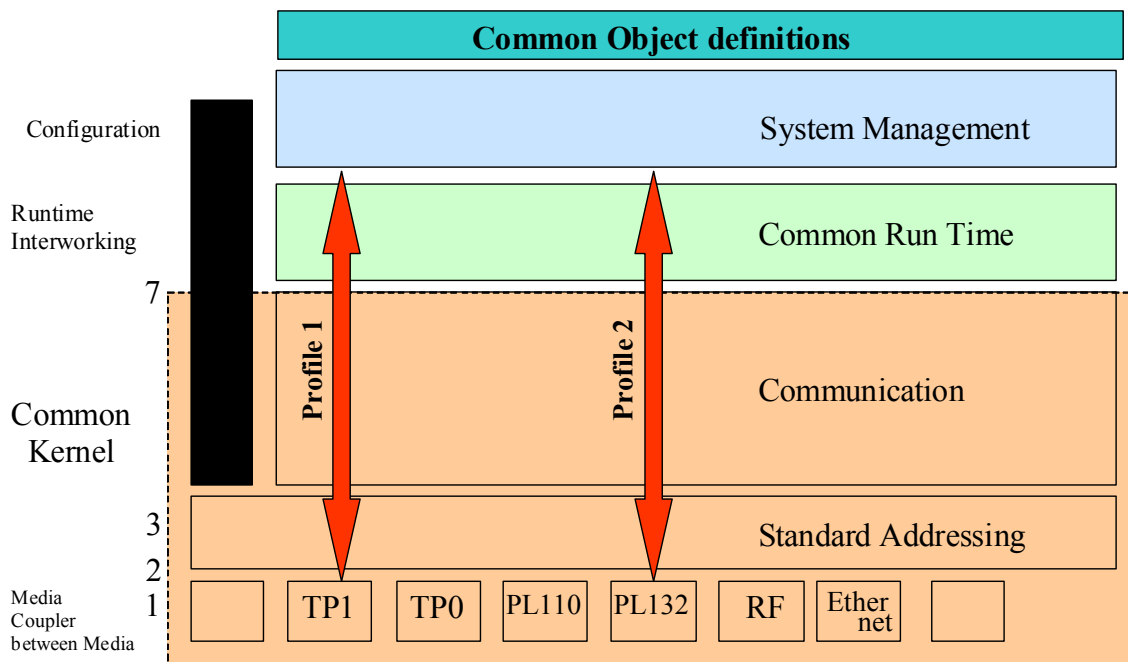 Common Object definitions
Configuration
System Management
Runtime
Interworking
Common Run Time
7
Profile 1
Profile 2
Communication
Common
Kernel
3
Standard Addressing
2
1
Media
Coupler
between Media
TP1
TP0
PL110
PL132
RF
Ether
net